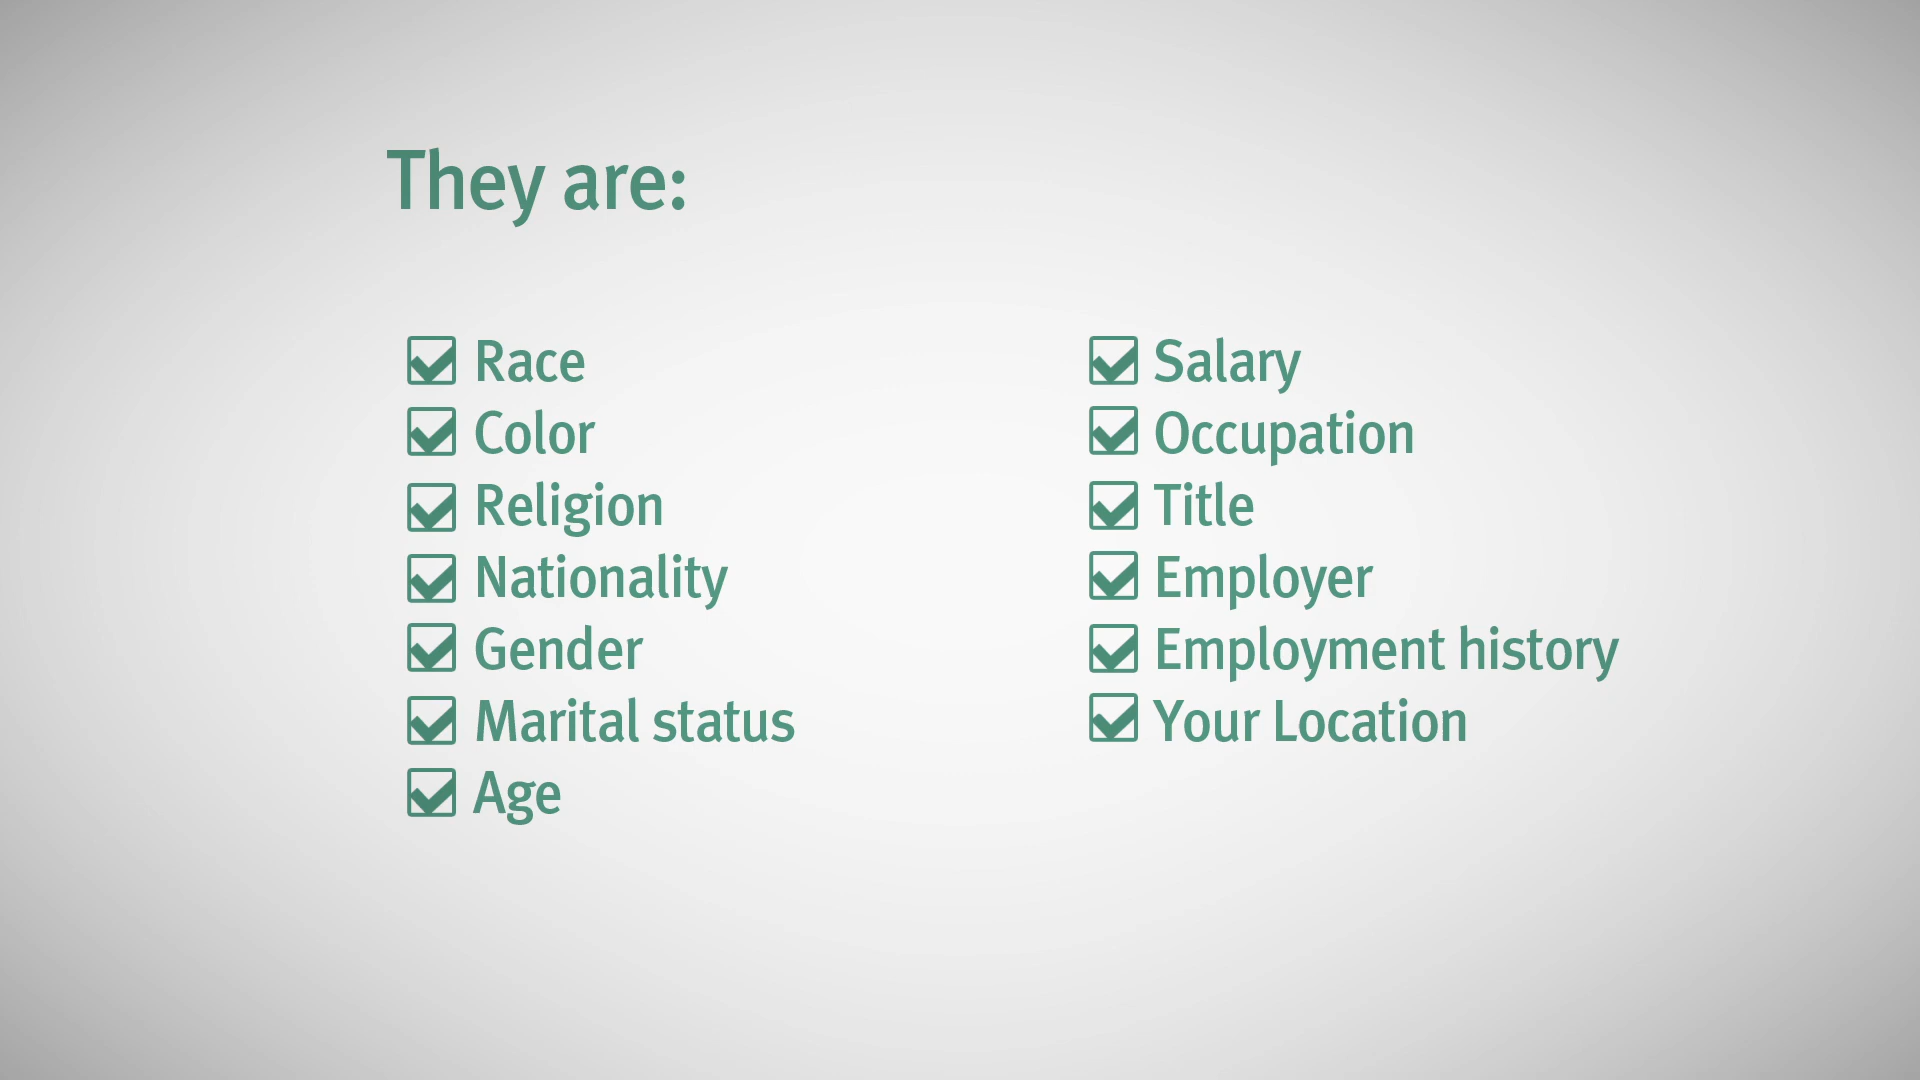 They are:
Race
Color
Religion
Nationality
Gender
Marital status
Age
Salary
Occupation
Title
Employer
Employment history
Your Location